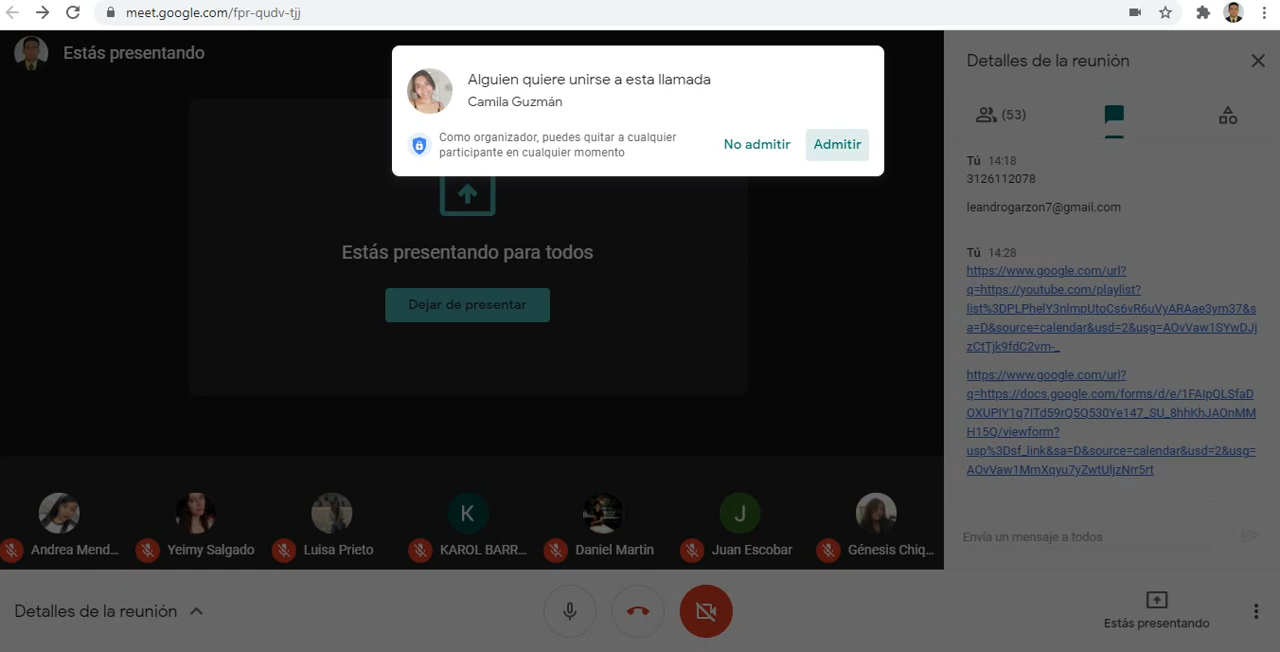 meet.google.com/fpr-qudv-tjj
Estás presentando
Alguien quiere unirse a esta llamada
Camila Guzmán
Como organizador, puedes quitar a cualquier
participante en cualquier momento
No admitir
Admitir
Estás presentando para todos
Dejar de presentar
Detalles de la reunión
(53)
Tú 14:18
3126112078
leandrogarzon7@gmail.com
Tú 14:28
https://www.google.com/url?
q=https://youtube.com/playlist?
list%3DPLPhelY3nlmpUtoCs6vR6uVyARAae3ym37&s
a=D&source=calendar&usd=2&usg=AOvVaw1SYwDJj
zCtTjk9fdC2vm-_
https://www.google.com/url?
q=https://docs.google.com/forms/d/e/1FAIpQLSfaD
OXUPIY1q7ITd59rQ5Q530Ye147_SU_8hhKhJAOnMM
H15Q/viewform?
usp%3Dsf_link&sa=D&source=calendar&usd=2&usg=
AOvVaw1MmXqyu7yZwtUljzNrr5rt
Envía un mensaje a todos
Andrea Mend...
Yeimy Salgado
Luisa Prieto
K
KAROL BARR...
Daniel Martin
J
Juan Escobar
Génesis Chiq...
Detalles de la reunión
Estás presentando